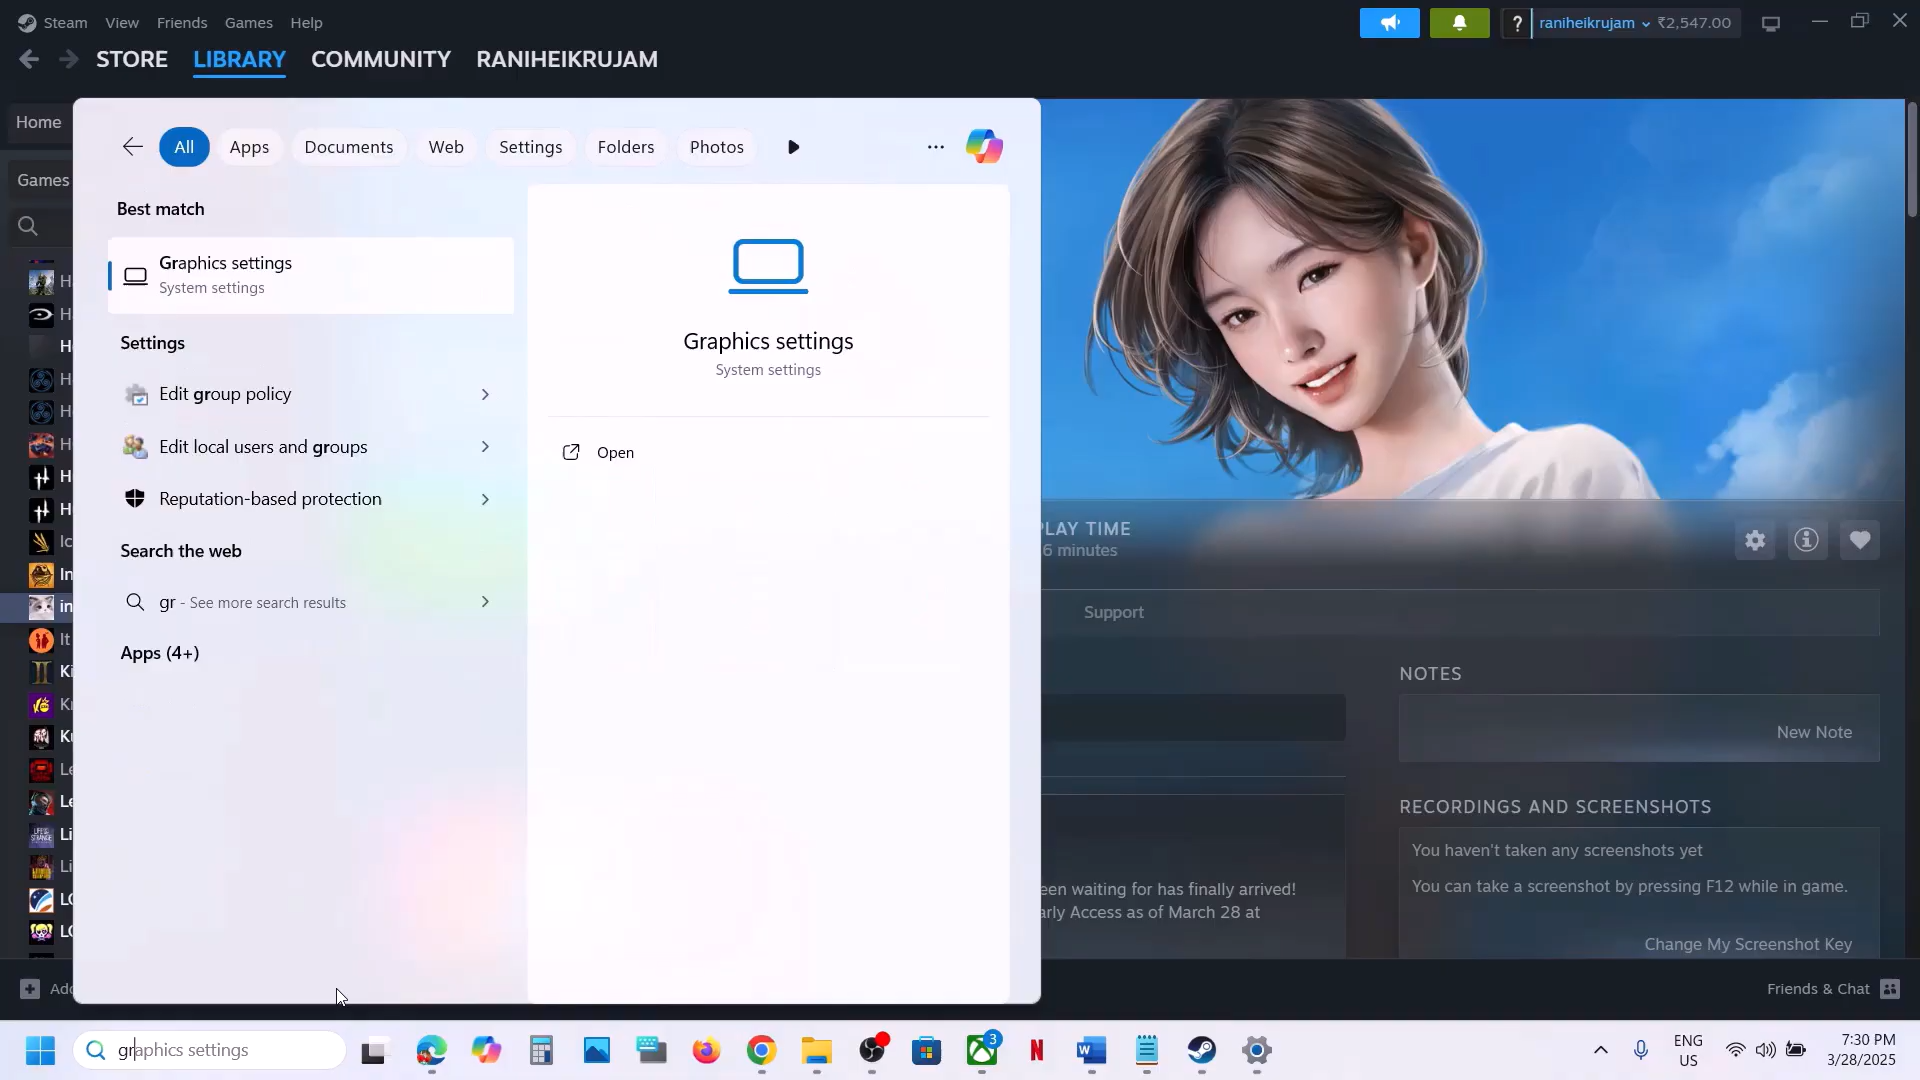 Steam View Friends Games Help
raniheikrujam ₹2,547.00
STORE LIBRARY COMMUNITY RANIHEIKRUJAM
Home
Games
All Apps Documents Web Settings Folders Photos
Best match
Graphics settings
System settings
Settings
Edit group policy
Edit local users and groups
Reputation-based protection
Search the web
gr - See more search results
Apps (4+)
Graphics settings
System settings
Open
PLAY TIME
6 minutes
Support
NOTES
New Note
RECORDINGS AND SCREENSHOTS
You haven't taken any screenshots yet
You can take a screenshot by pressing F12 while in game.
Change My Screenshot Key
een waiting for has finally arrived!
arly Access as of March 28 at
Friends & Chat
graphics settings
3
ENG
US
7:30 PM
3/28/2025